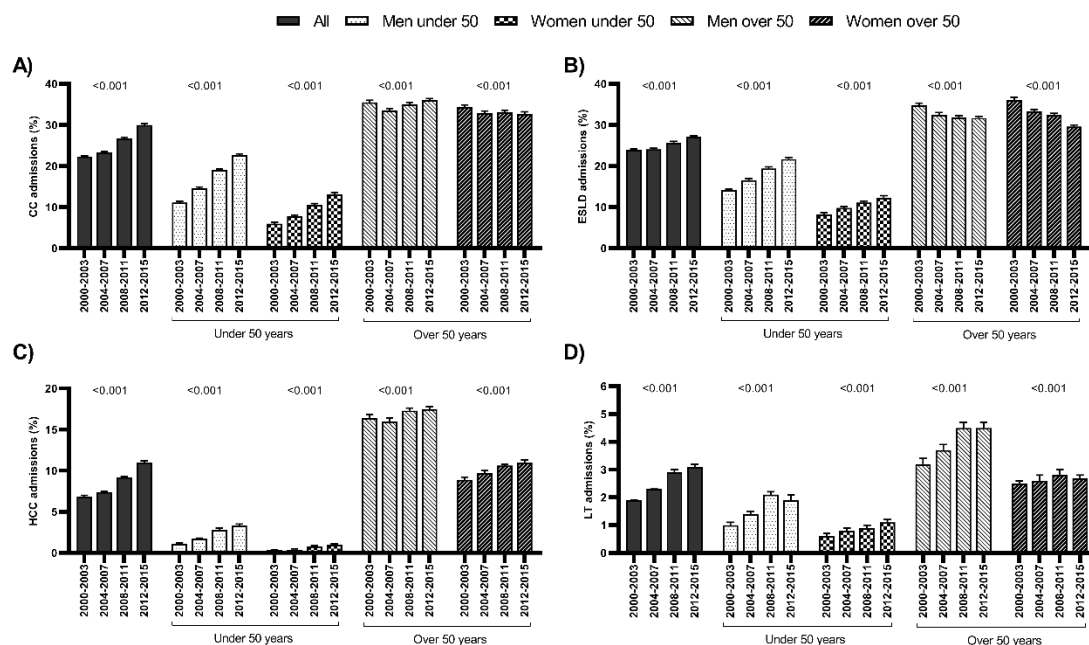 All Men under 50 Women under 50 Men over 50 Women over 50
A)
CC admissions (%)
40
30
20
10
0
<0.001 <0.001 <0.001 <0.001 <0.001
2000-2003 2004-2007 2008-2011 2012-2015 2000-2003 2004-2007 2008-2011 2012-2015 2000-2003 2004-2007 2008-2011 2012-2015 2000-2003 2004-2007 2008-2011 2012-2015 2000-2003 2004-2007 2008-2011 2012-2015
Under 50 years Over 50 years
B)
ESLD admissions (%)
40
30
20
10
0
<0.001 <0.001 <0.001 <0.001 <0.001
2000-2003 2004-2007 2008-2011 2012-2015 2000-2003 2004-2007 2008-2011 2012-2015 2000-2003 2004-2007 2008-2011 2012-2015 2000-2003 2004-2007 2008-2011 2012-2015 2000-2003 2004-2007 2008-2011 2012-2015
Under 50 years Over 50 years
C)
HCC admissions (%)
20
15
10
5
0
<0.001 <0.001 <0.001 <0.001 <0.001
2000-2003 2004-2007 2008-2011 2012-2015 2000-2003 2004-2007 2008-2011 2012-2015 2000-2003 2004-2007 2008-2011 2012-2015 2000-2003 2004-2007 2008-2011 2012-2015 2000-2003 2004-2007 2008-2011 2012-2015
Under 50 years Over 50 years
D)
LT admissions (%)
6
5
4
3
2
1
0
<0.001 <0.001 <0.001 <0.001 <0.001
2000-2003 2004-2007 2008-2011 2012-2015 2000-2003 2004-2007 2008-2011 2012-2015 2000-2003 2004-2007 2008-2011 2012-2015 2000-2003 2004-2007 2008-2011 2012-2015 2000-2003 2004-2007 2008-2011 2012-2015
Under 50 years Over 50 years